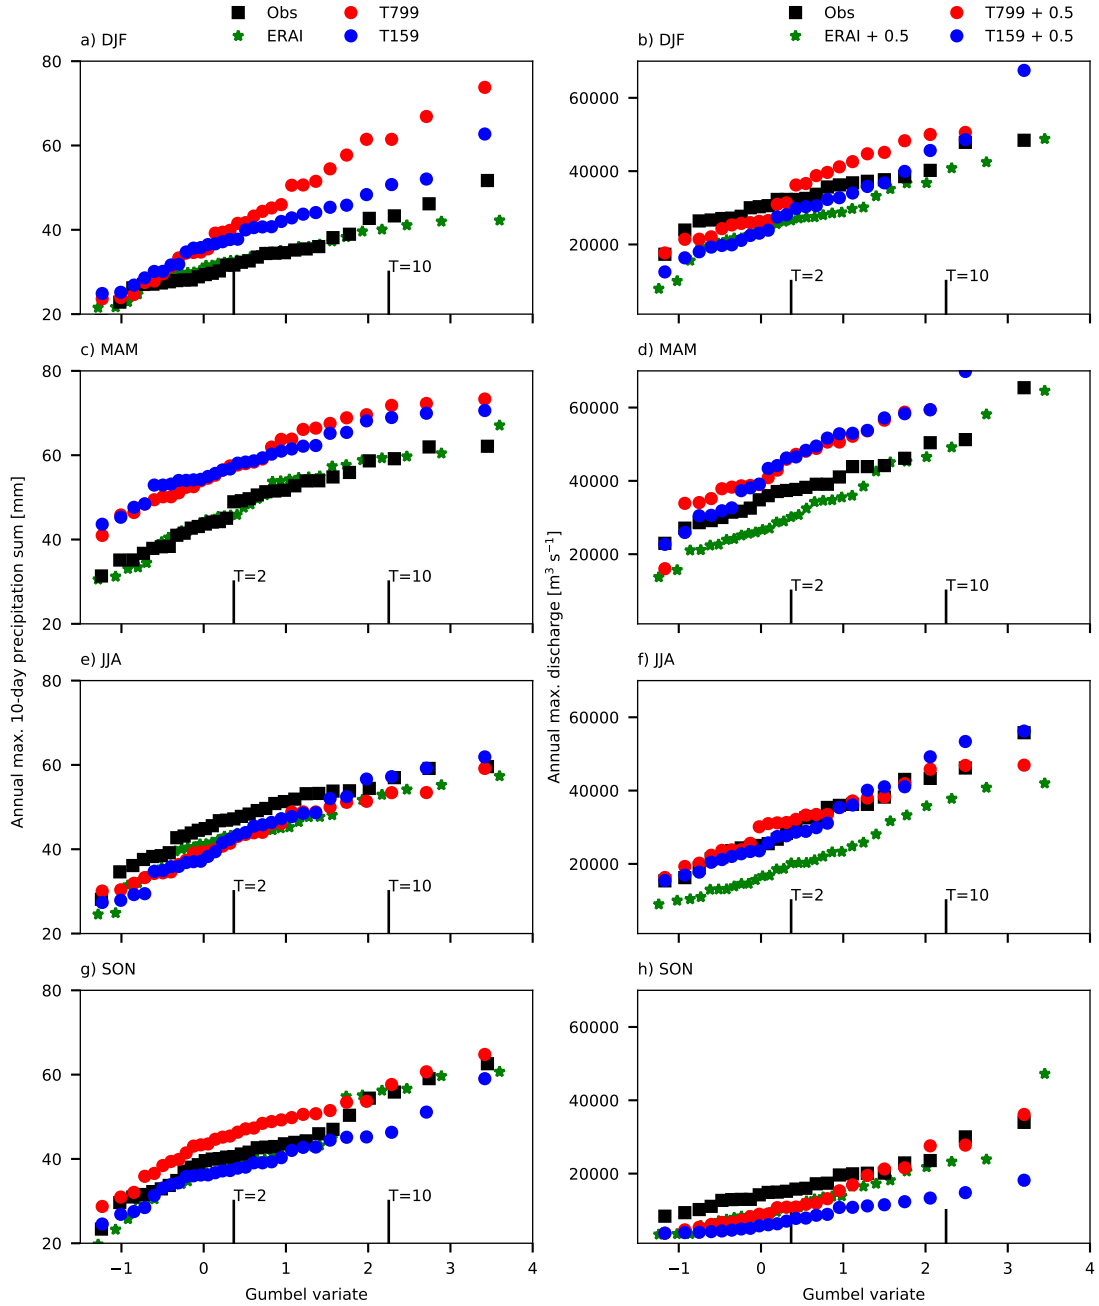 Obs T799
ERAI T159
Obs T799 + 0.5
ERAI + 0.5 T159 + 0.5
a) DJF
80
60
40
20
T=2
T=10
b) DJF
60000
40000
20000
T=2
T=10
c) MAM
80
60
40
20
T=2
T=10
d) MAM
60000
40000
20000
T=2
T=10
Annual max. 10-day precipitation sum [mm]
Annual max. discharge [m³ s⁻¹]
e) JJA
80
60
40
20
T=2
T=10
f) JJA
60000
40000
20000
T=2
T=10
g) SON
80
60
40
20
T=2
T=10
−1 0 1 2 3 4
Gumbel variate
h) SON
60000
40000
20000
−1 0 1 2 3 4
Gumbel variate